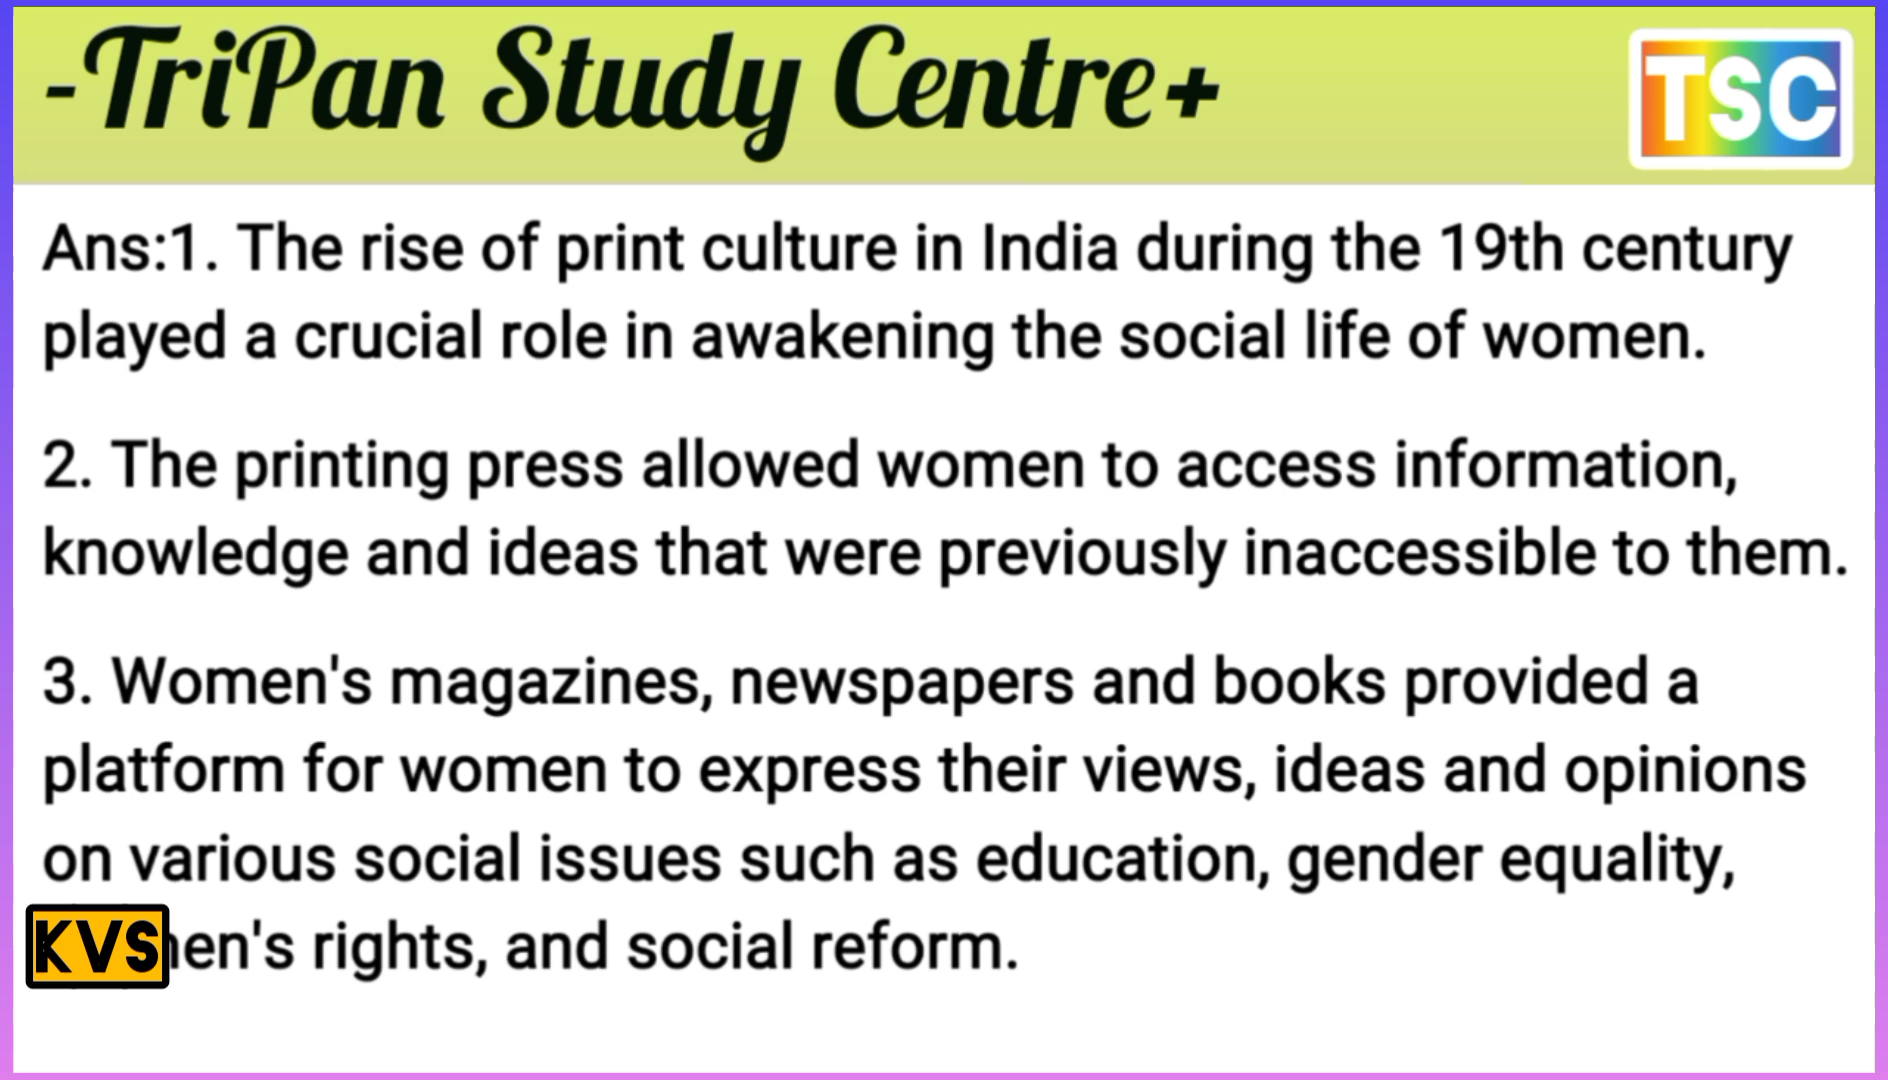 -TriPan Study Centre+
TSC
Ans:1. The rise of print culture in India during the 19th century
played a crucial role in awakening the social life of women.
2. The printing press allowed women to access information,
knowledge and ideas that were previously inaccessible to them.
3. Women's magazines, newspapers and books provided a
platform for women to express their views, ideas and opinions
on various social issues such as education, gender equality,
KVS rights, and social reform.